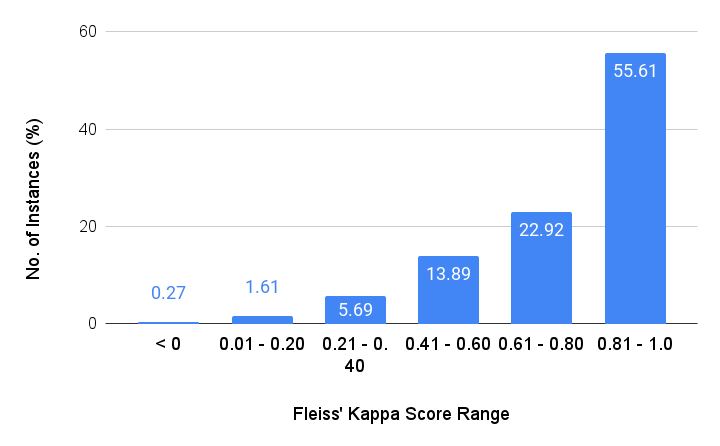 60
40
20
0
No. of Instances (%)
0.27
1.61
5.69
13.89
22.92
55.61
< 0
0.01 - 0.20
0.21 - 0.
40
0.41 - 0.60
0.61 - 0.80
0.81 - 1.0
Fleiss' Kappa Score Range